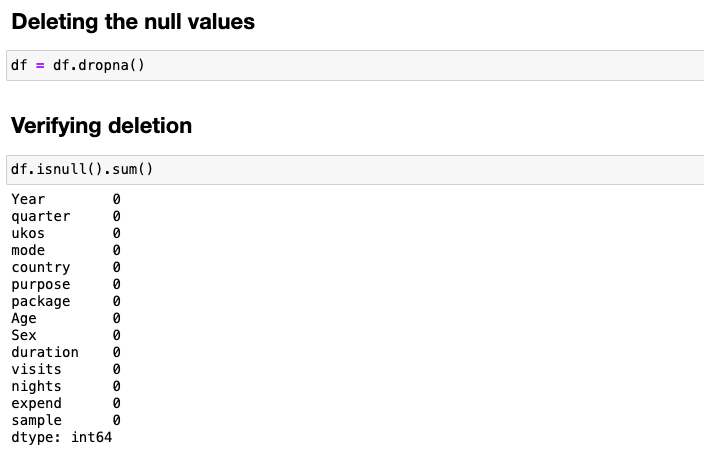 Deleting the null values
df = df.dropna()
Verifying deletion
df.isnull().sum()
Year 0
quarter 0
ukos 0
mode 0
country 0
purpose 0
package 0
Age 0
Sex 0
duration 0
visits 0
nights 0
expend 0
sample 0
dtype: int64